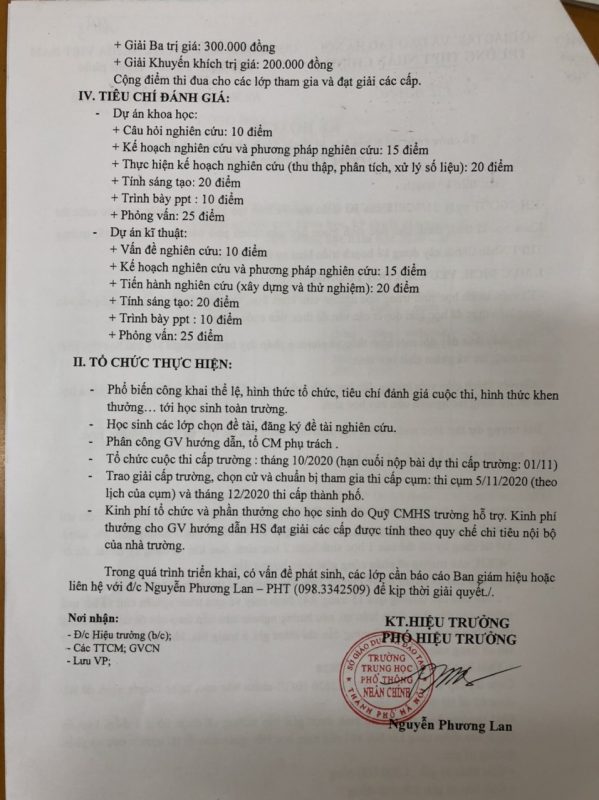 + Giải Ba trị giá: 300.000 đồng
+ Giải Khuyến khích trị giá: 200.000 đồng
Cộng điểm thi đua cho các lớp tham gia và đạt giải các cấp.
IV. TIÊU CHÍ ĐÁNH GIÁ:
- Dự án khoa học:
+ Câu hỏi nghiên cứu: 10 điểm
+ Kế hoạch nghiên cứu và phương pháp nghiên cứu: 15 điểm
+ Thực hiện kế hoạch nghiên cứu (thu thập, phân tích, xử lý số liệu): 20 điểm
+ Tính sáng tạo: 20 điểm
+ Trình bày ppt : 10 điểm
+ Phỏng vấn: 25 điểm
- Dự án kĩ thuật:
+ Vấn đề nghiên cứu: 10 điểm
+ Kế hoạch nghiên cứu và phương pháp nghiên cứu: 15 điểm
+ Tiến hành nghiên cứu (xây dựng và thử nghiệm): 20 điểm
+ Tính sáng tạo: 20 điểm
+ Trình bày ppt : 10 điểm
+ Phỏng vấn: 25 điểm
II. TỔ CHỨC THỰC HIỆN:
- Phổ biến công khai thể lệ, hình thức tổ chức, tiêu chí đánh giá cuộc thi, hình thức khen
thưởng… tới học sinh toàn trường.
- Học sinh các lớp chọn đề tài, đăng ký đề tài nghiên cứu.
- Phân công GV hướng dẫn, tổ CM phụ trách .
- Tổ chức cuộc thi cấp trường : tháng 10/2020 (hạn cuối nộp bài dự thi cấp trường: 01/11)
- Trao giải cấp trường, chọn cử và chuẩn bị tham gia thi cấp cụm: thi cụm 5/11/2020 (theo
lịch của cụm) và tháng 12/2020 thi cấp thành phố.
- Kinh phí tổ chức và phần thưởng cho học sinh do Quỹ CMHS trường hỗ trợ. Kinh phí
thưởng cho GV hướng dẫn HS đạt giải các cấp được tính theo quy chế chi tiêu nội bộ
của nhà trường.
Trong quá trình triển khai, có vấn đề phát sinh, các lớp cần báo cáo Ban giám hiệu hoặc
liên hệ với đ/c Nguyễn Phương Lan – PHT (098.3342509) để kịp thời giải quyết./.
Nơi nhận:
- Đ/c Hiệu trưởng (b/c);
- Các TTCM; GVCN
- Lưu VP;
KT.HIỆU TRƯỞNG
PHÓ HIỆU TRƯỞNG
SỞ GIÁO DỤC VÀ ĐÀO TẠO
TRƯỜNG
TRUNG HỌC
PHỔ THÔNG
NHÂN CHÍNH
THÀNH PHỐ HÀ NỘI
Nguyễn Phương Lan